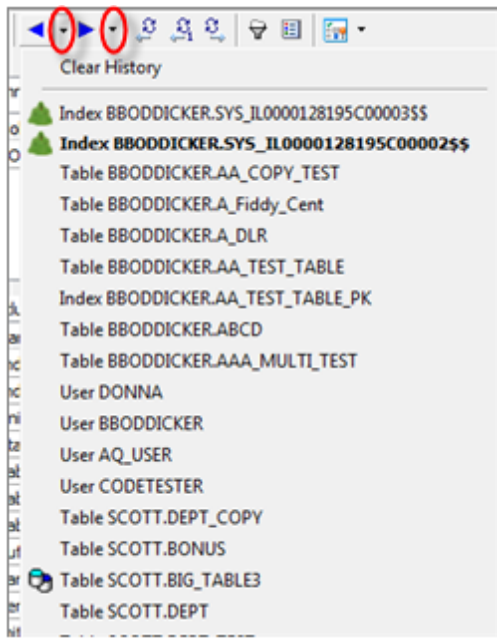 Clear History
Index BBODDICKER.SYS_IL0000128195C00003$$
Index BBODDICKER.SYS_IL0000128195C00002$$
Table BBODDICKER.AA_COPY_TEST
Table BBODDICKER.A_Fiddy_Cent
Table BBODDICKER.A_DLR
Table BBODDICKER.AA_TEST_TABLE
Index BBODDICKER.AA_TEST_TABLE_PK
Table BBODDICKER.ABCD
Table BBODDICKER.AAA_MULTI_TEST
User DONNA
User BBODDICKER
User AQ_USER
User CODETESTER
Table SCOTT.DEPT_COPY
Table SCOTT.BONUS
Table SCOTT.BIG_TABLE3
Table SCOTT.DEPT